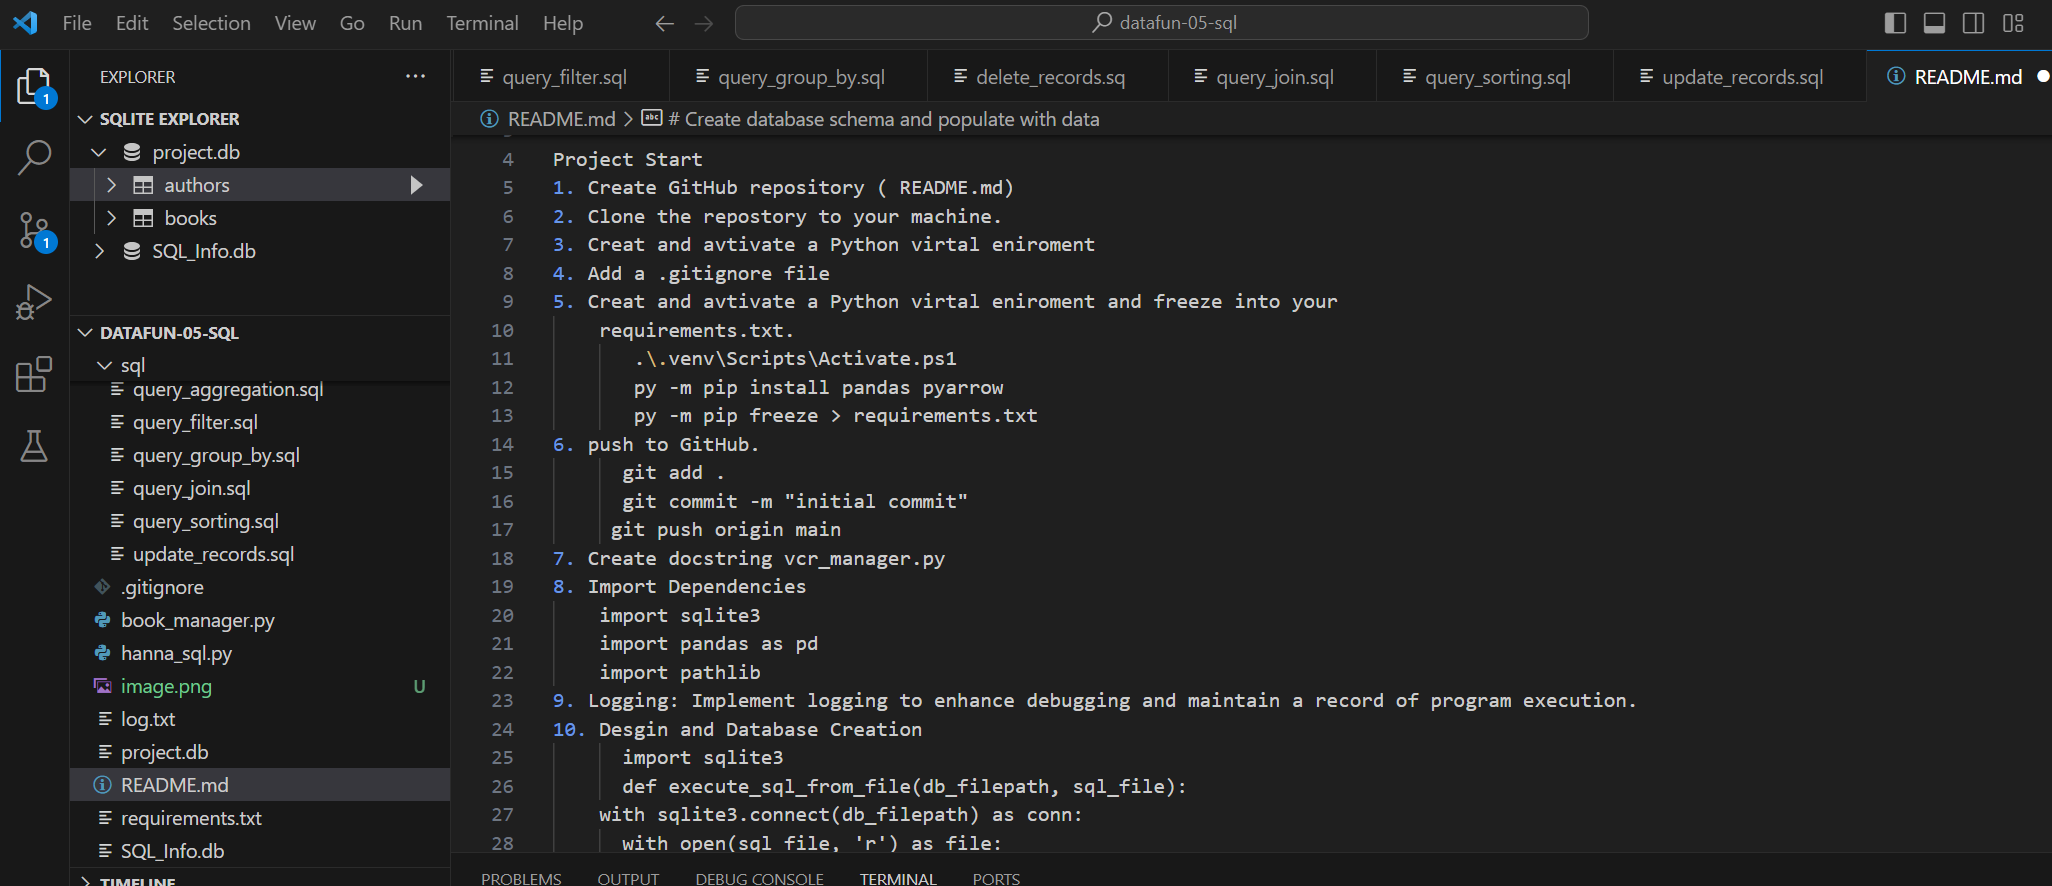 File Edit Selection View Go Run Terminal Help
datafun-05-sql
EXPLORER
1
SQLITE EXPLORER
project.db
authors
books
SQL_Info.db
1
DATAFUN-05-SQL
sql
query_aggregation.sql
query_filter.sql
query_group_by.sql
query_join.sql
query_sorting.sql
update_records.sql
.gitignore
book_manager.py
hanna_sql.py
image.png U
log.txt
project.db
README.md
requirements.txt
SQL_Info.db
TIMELINE
query_filter.sql query_group_by.sql delete_records.sq query_join.sql query_sorting.sql update_records.sql README.md
README.md > abc # Create database schema and populate with data
4 Project Start
5 1. Create GitHub repository ( README.md)
6 2. Clone the repostory to your machine.
7 3. Creat and avtivate a Python virtal eniroment
8 4. Add a .gitignore file
9 5. Creat and avtivate a Python virtal eniroment and freeze into your
10 requirements.txt.
11 .\.venv\Scripts\Activate.ps1
12 py -m pip install pandas pyarrow
13 py -m pip freeze > requirements.txt
14 6. push to GitHub.
15 git add .
16 git commit -m "initial commit"
17 git push origin main
18 7. Create docstring vcr_manager.py
19 8. Import Dependencies
20 import sqlite3
21 import pandas as pd
22 import pathlib
23 9. Logging: Implement logging to enhance debugging and maintain a record of program execution.
24 10. Desgin and Database Creation
25 import sqlite3
26 def execute_sql_from_file(db_filepath, sql_file):
27 with sqlite3.connect(db_filepath) as conn:
28 with open(sql_file, 'r') as file:
PROBLEMS OUTPUT DEBUG CONSOLE TERMINAL PORTS